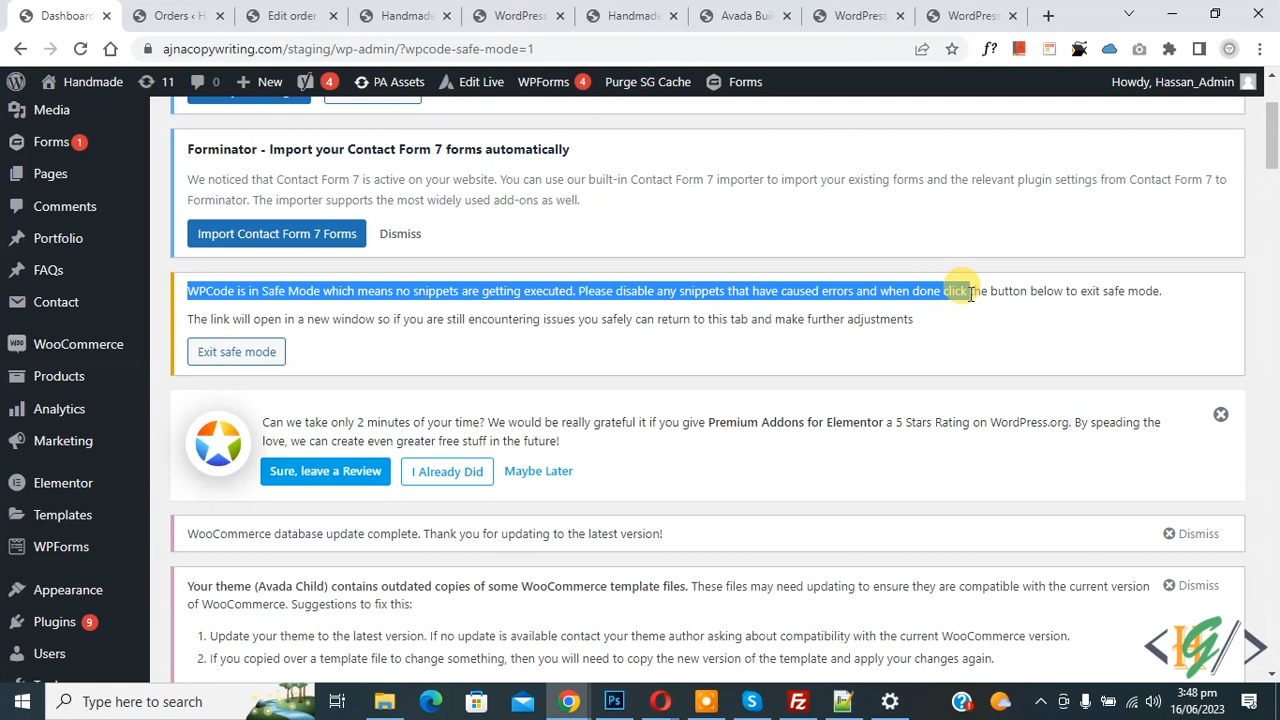 Dashboard
Orders ‹ H
Edit order
Handmade
WordPress
Handmade
Avada Buil
WordPress
WordPress
ajnacopywriting.com/staging/wp-admin/?wpcode-safe-mode=1
f?
Handmade
11
0
New
4
PA Assets
Edit Live
WPForms
4
Purge SG Cache
Forms
Howdy, Hassan_Admin
Media
Forms 1
Pages
Comments
Portfolio
FAQs
Contact
WooCommerce
Products
Analytics
Marketing
Elementor
Templates
WPForms
Appearance
Plugins 9
Users
Forminator - Import your Contact Form 7 forms automatically
We noticed that Contact Form 7 is active on your website. You can use our built-in Contact Form 7 importer to import your existing forms and the relevant plugin settings from Contact Form 7 to
Forminator. The importer supports the most widely used add-ons as well.
Import Contact Form 7 Forms
Dismiss
WPCode is in Safe Mode which means no snippets are getting executed. Please disable any snippets that have caused errors and when done click the button below to exit safe mode.
The link will open in a new window so if you are still encountering issues you safely can return to this tab and make further adjustments
Exit safe mode
Can we take only 2 minutes of your time? We would be really grateful it if you give Premium Addons for Elementor a 5 Stars Rating on WordPress.org. By speading the
love, we can create even greater free stuff in the future!
Sure, leave a Review
I Already Did
Maybe Later
WooCommerce database update complete. Thank you for updating to the latest version!
Dismiss
Your theme (Avada Child) contains outdated copies of some WooCommerce template files. These files may need updating to ensure they are compatible with the current version
Dismiss
of WooCommerce. Suggestions to fix this:
1. Update your theme to the latest version. If no update is available contact your theme author asking about compatibility with the current WooCommerce version.
2. If you copied over a template file to change something, then you will need to copy the new version of the template and apply your changes again.
Type here to search
3:48 pm
16/06/2023